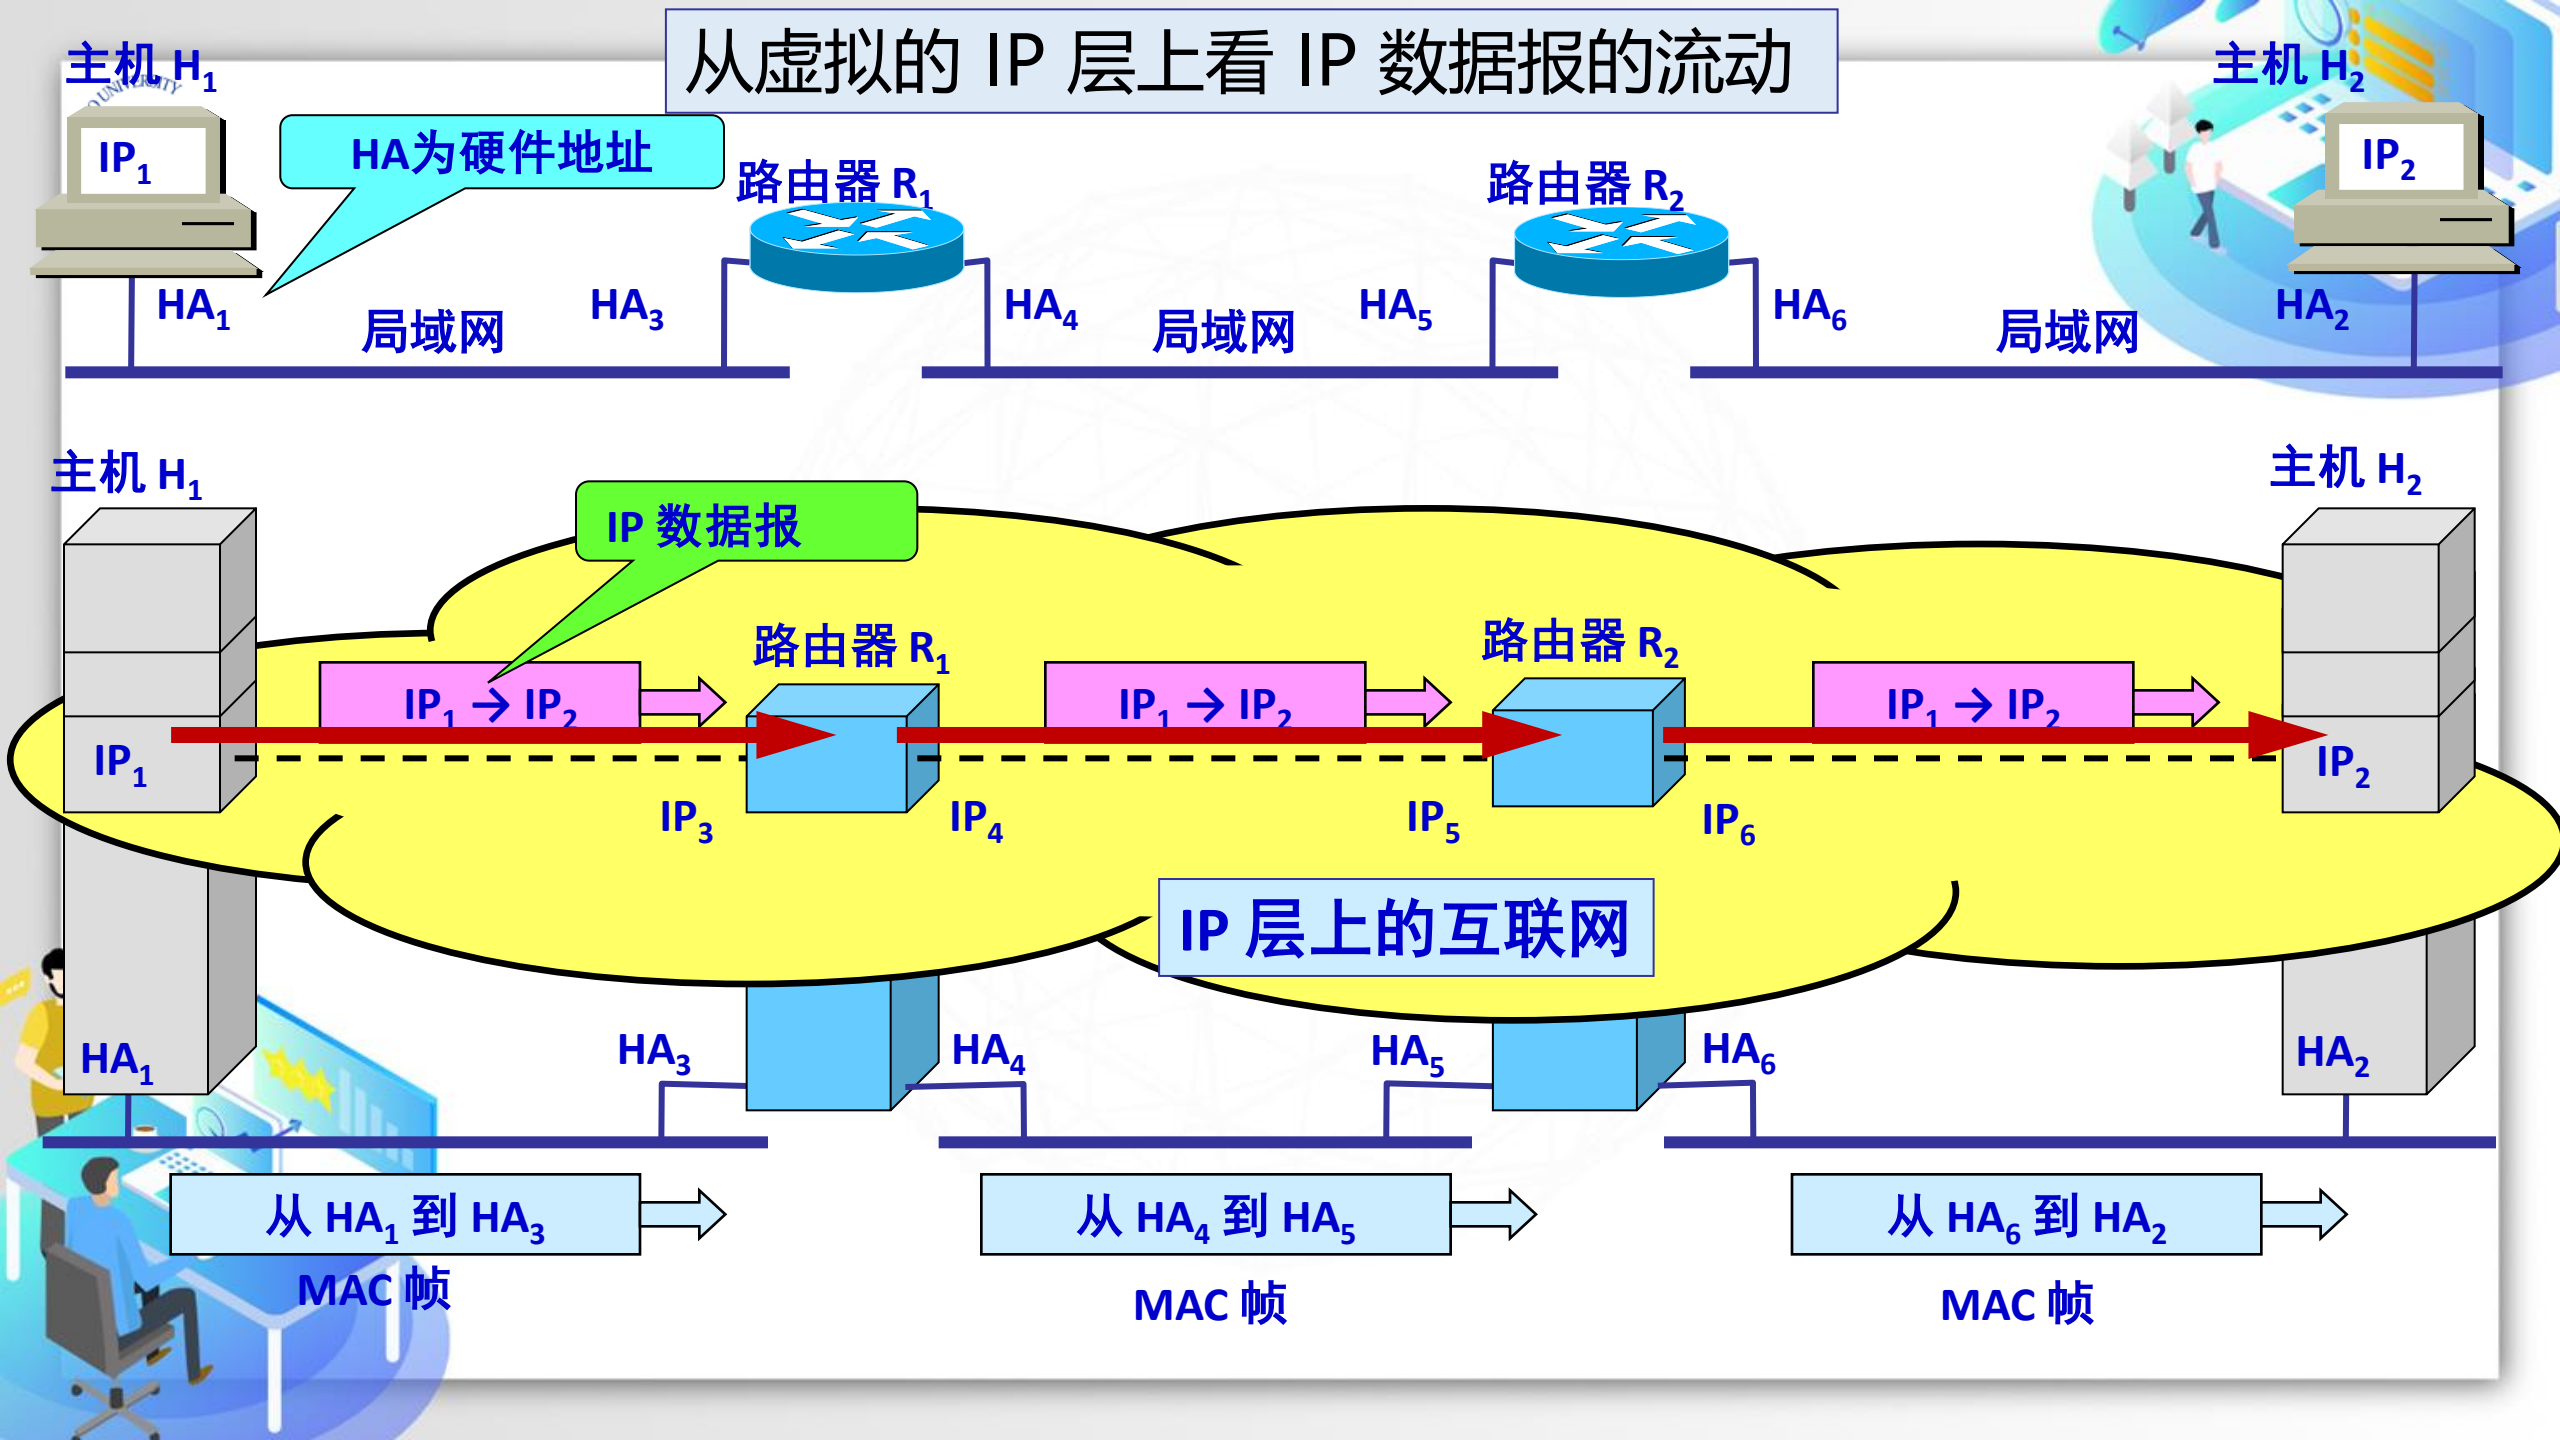 从虚拟的 IP 层上看 IP 数据报的流动
主机 H1
UNIVERSITY
主机 H2
IP1
HA为硬件地址
路由器 R1
路由器 R2
IP2
HA1
局域网
HA3
HA4
局域网
HA5
HA6
局域网
HA2
主机 H1
主机 H2
IP 数据报
路由器 R1
路由器 R2
IP1 → IP2
IP1 → IP2
IP1 → IP2
IP1
IP2
IP3
IP4
IP5
IP6
IP 层上的互联网
HA1
HA3
HA4
HA5
HA6
HA2
从 HA1 到 HA3
从 HA4 到 HA5
从 HA6 到 HA2
MAC 帧
MAC 帧
MAC 帧